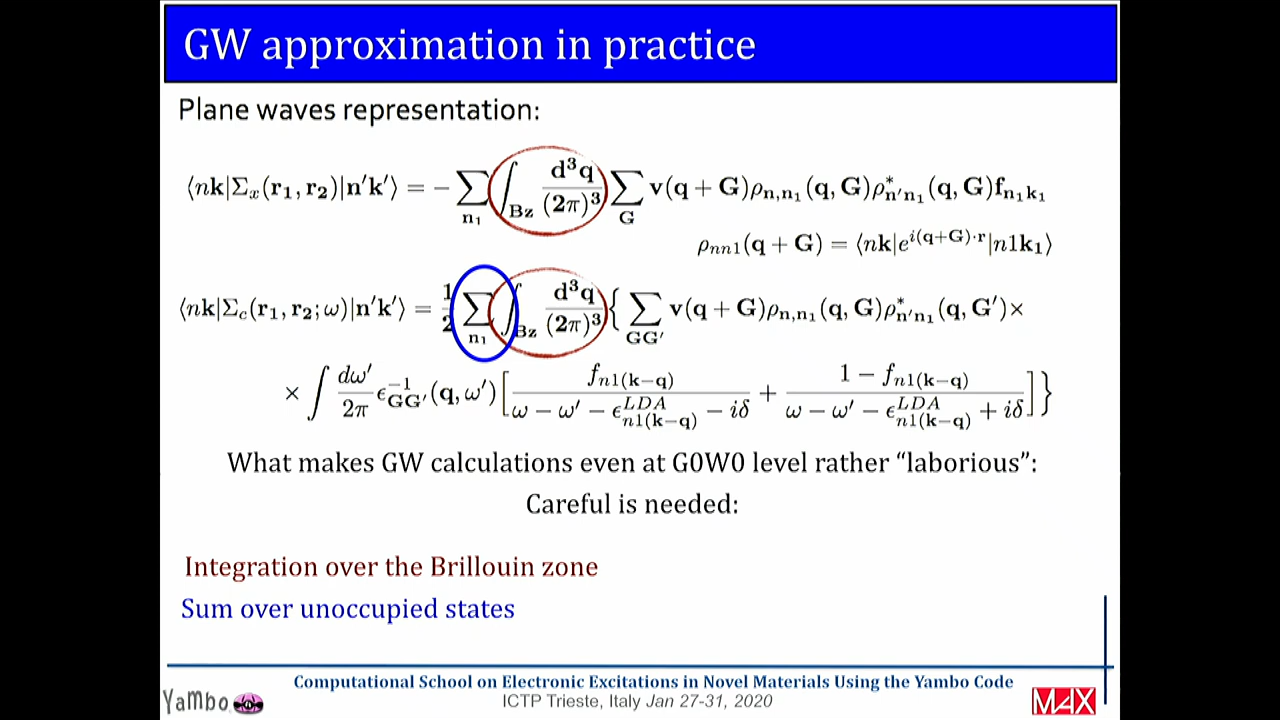 GW approximation in practice
Plane waves representation:
⟨nk|Σ_x(r₁, r₂)|n′k′⟩ = −∑_{n₁} ∫_{Bz} d³q/(2π)³ ∑_G v(q + G)ρ_{n,n₁}(q, G)ρ*_{n′n₁}(q, G)f_{n₁k₁}
ρ_{nn1}(q + G) = ⟨nk|e^{i(q+G)·r}|n1k₁⟩
⟨nk|Σ_c(r₁, r₂; ω)|n′k′⟩ = 1/2 ∑_{n₁} ∫_{Bz} d³q/(2π)³ { ∑_{GG′} v(q + G)ρ_{n,n₁}(q, G)ρ*_{n′n₁}(q, G′)×
× ∫ dω′/2π ϵ⁻¹_{GG′}(q, ω′)[ f_{n1(k−q)}/(ω − ω′ − ϵ^{LDA}_{n1(k−q)} − iδ) + (1 − f_{n1(k−q)})/(ω − ω′ − ϵ^{LDA}_{n1(k−q)} + iδ) ]}
What makes GW calculations even at G0W0 level rather “laborious”:
Careful is needed:
Integration over the Brillouin zone
Sum over unoccupied states
Computational School on Electronic Excitations in Novel Materials Using the Yambo Code
ICTP Trieste, Italy Jan 27-31, 2020
Yambo
MAX